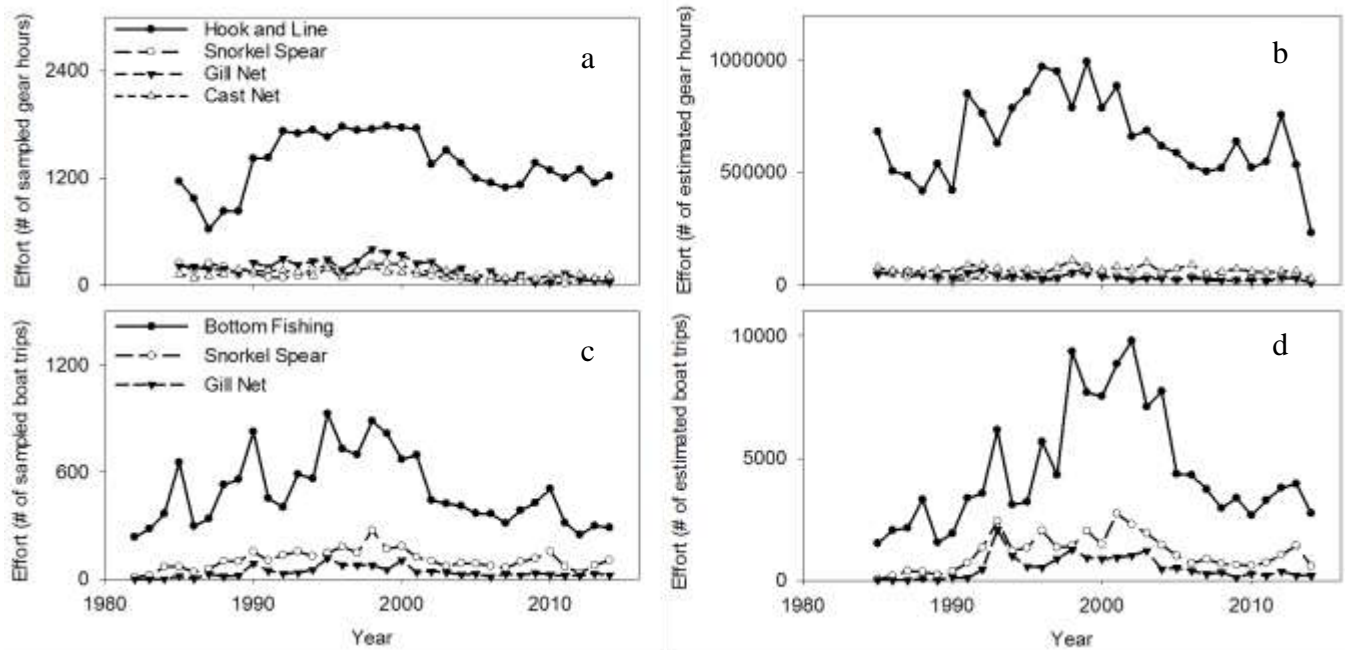 Effort (# of sampled gear hours)
2400
1200
0
Hook and Line
Snorkel Spear
Gill Net
Cast Net
a
Effort (# of estimated gear hours)
1000000
500000
0
b
Effort (# of sampled boat trips)
1200
600
0
Bottom Fishing
Snorkel Spear
Gill Net
c
1980
1990
2000
2010
Year
Effort (# of estimated boat trips)
10000
5000
0
d
1980
1990
2000
2010
Year